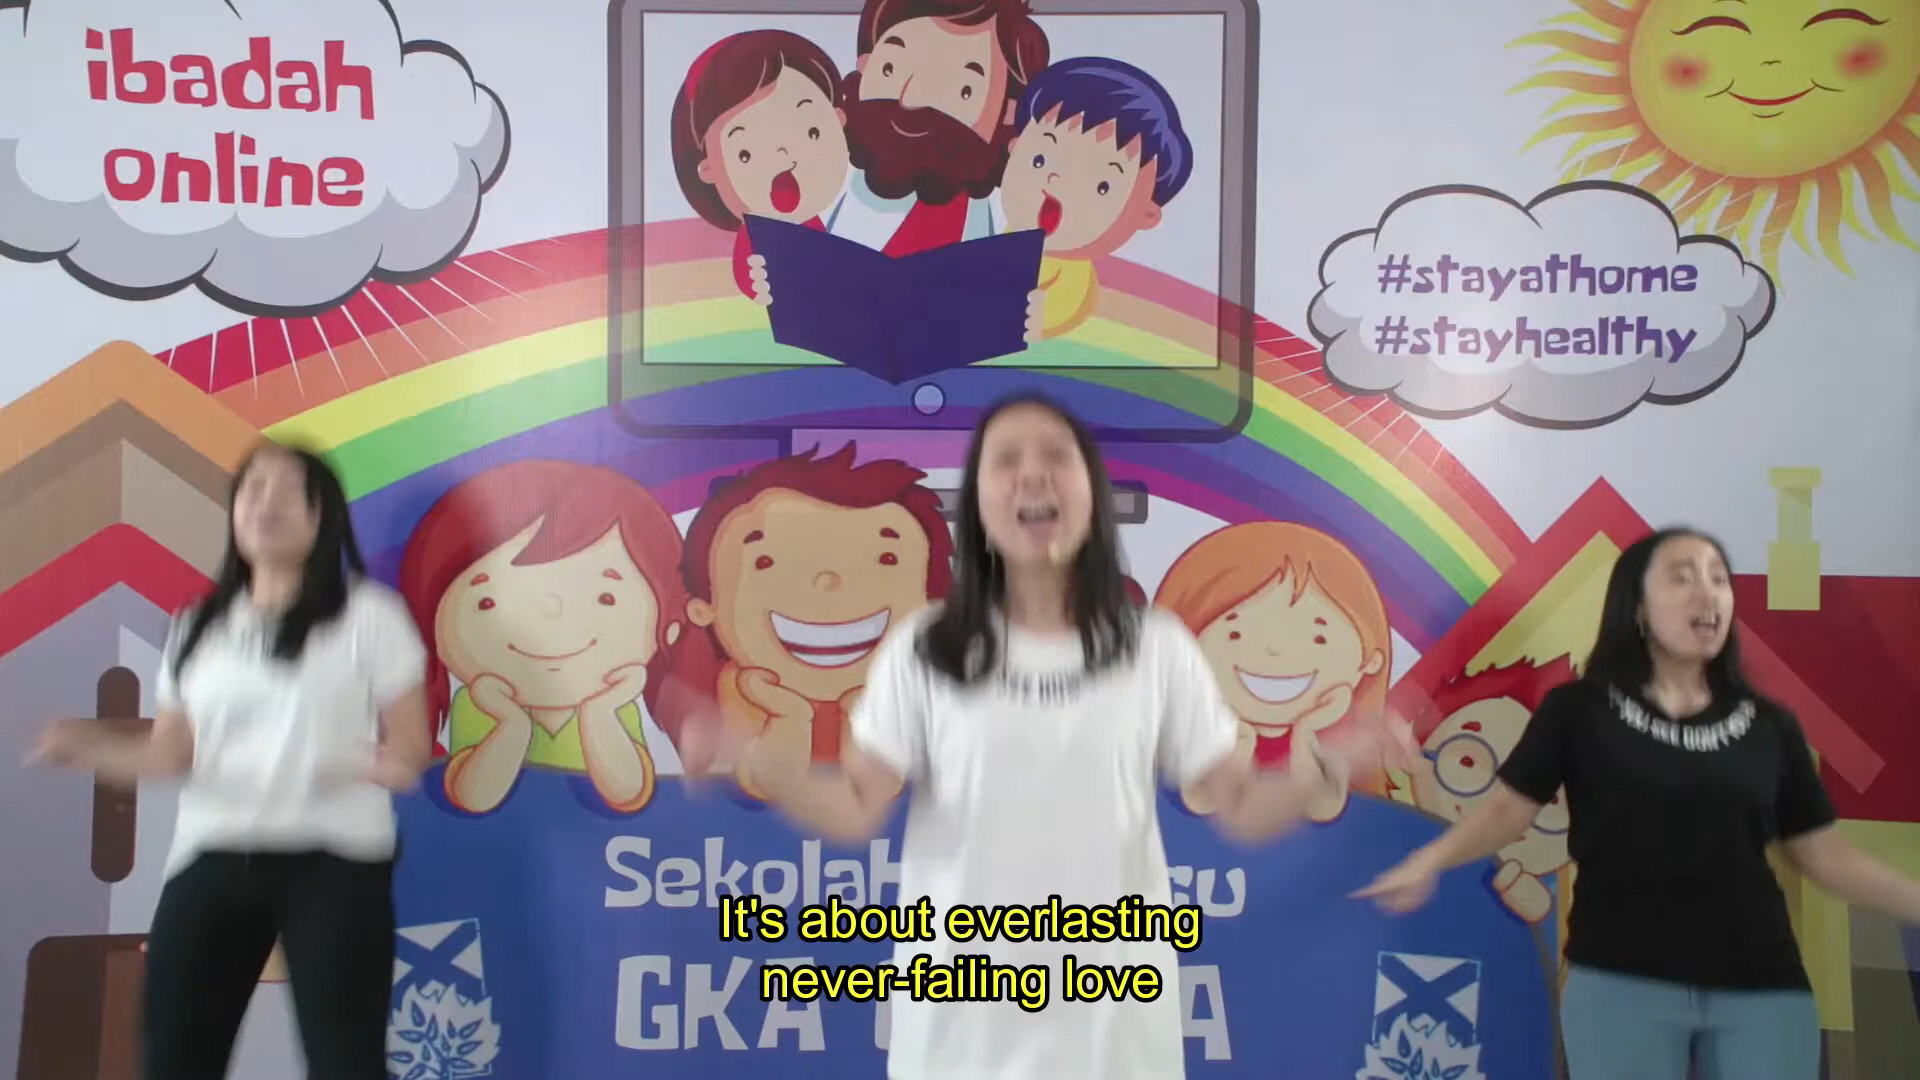 ibadah
online
#stayathome
#stayhealthy
Sekolah
GKA
It's about everlasting
never-failing love